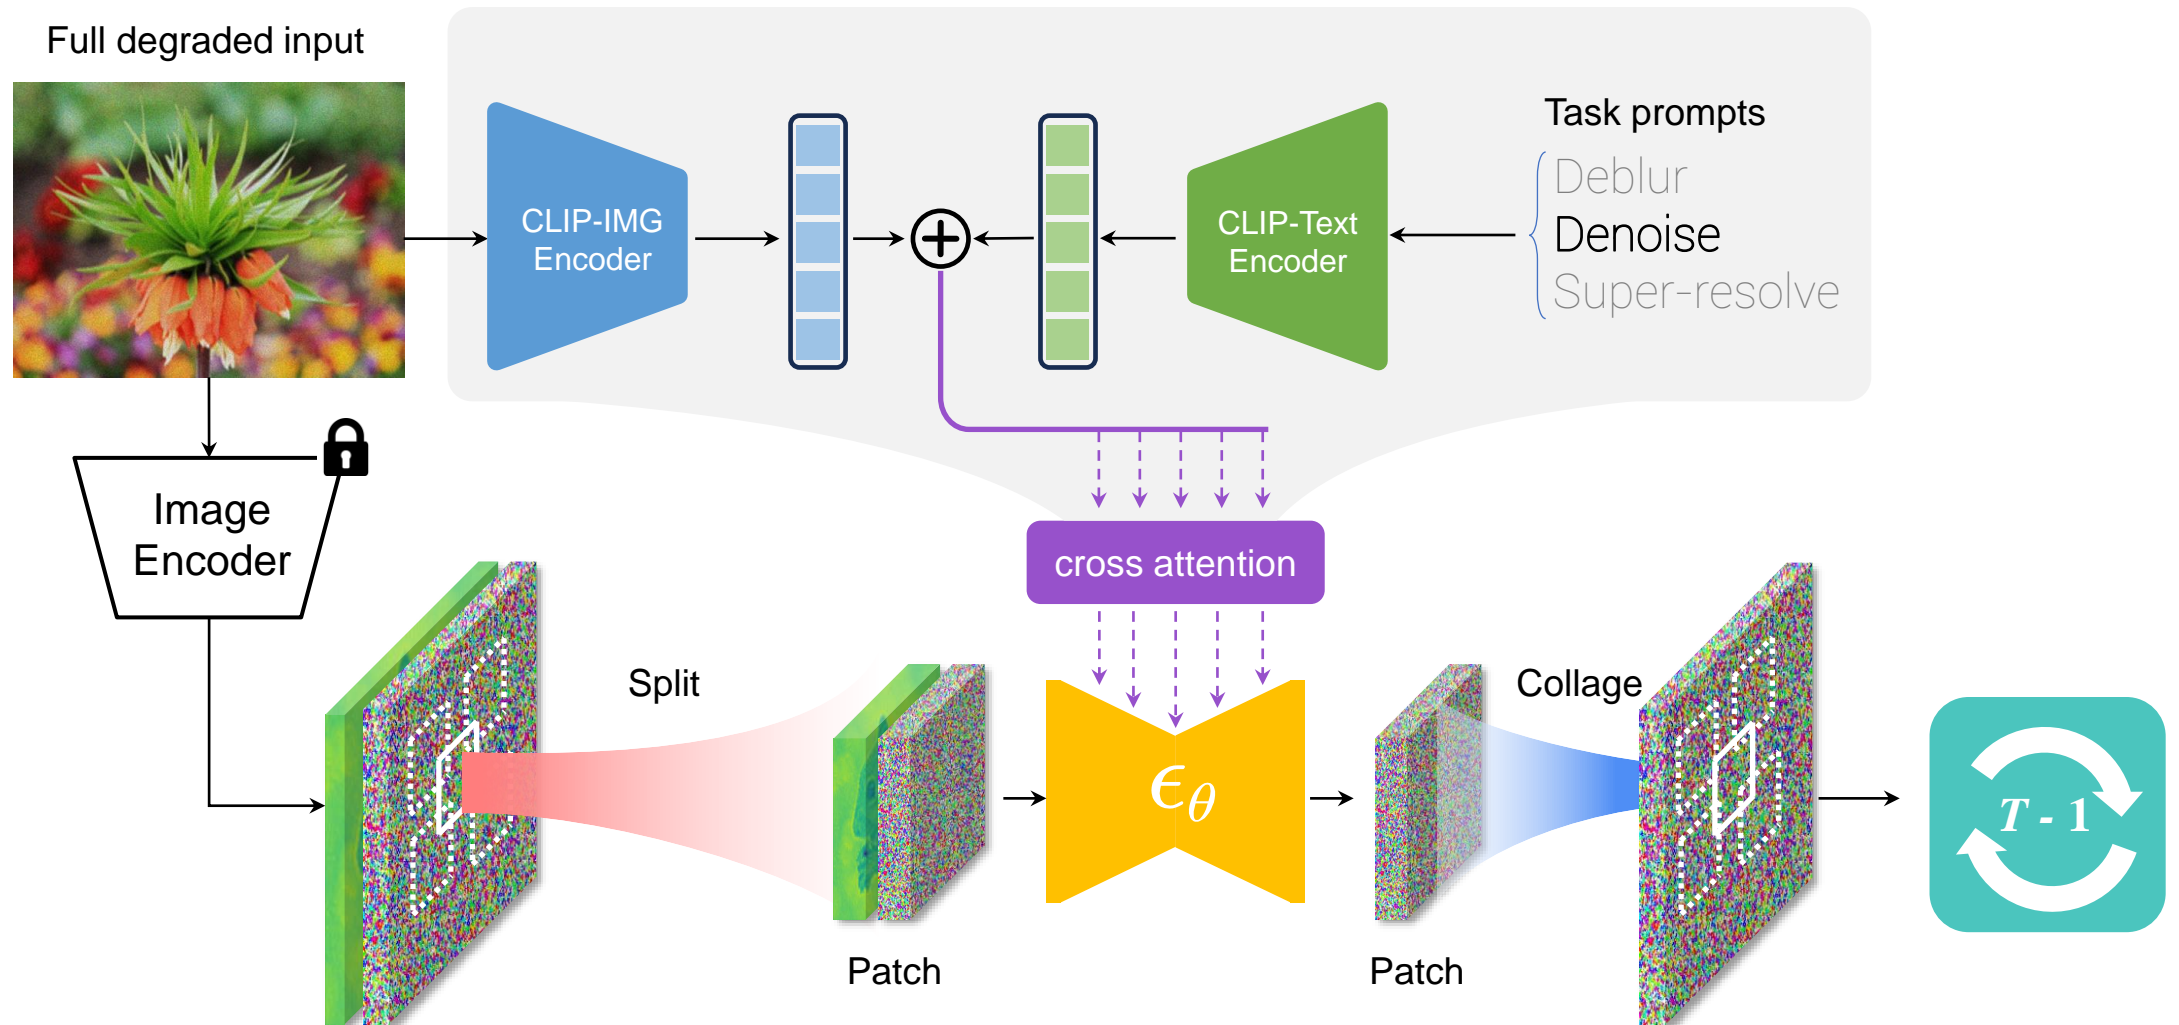 Full degraded input
CLIP-IMG
Encoder
CLIP-Text
Encoder
Task prompts
Deblur
Denoise
Super-resolve
Image
Encoder
cross attention
Split
Patch
ϵθ
Patch
Collage
T - 1